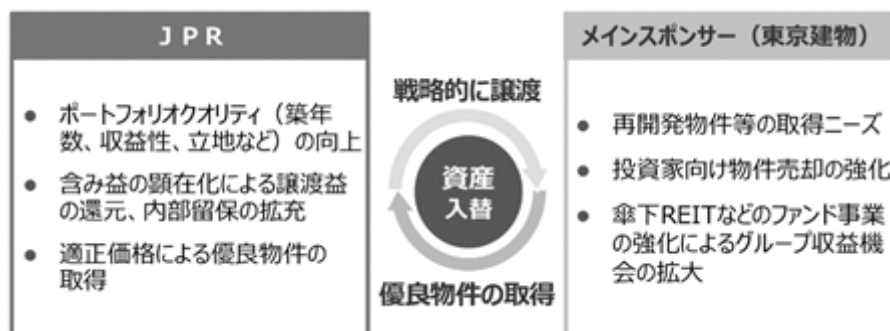 JPR
● ポートフォリオクオリティ(築年
数、収益性、立地など)の向上
● 含み益の顕在化による譲渡益
の還元、内部留保の拡充
● 適正価格による優良物件の
取得
戦略的に譲渡
資産
入替
優良物件の取得
メインスポンサー(東京建物)
● 再開発物件等の取得ニーズ
● 投資家向け物件売却の強化
● 傘下REITなどのファンド事業
の強化によるグループ収益機
会の拡大